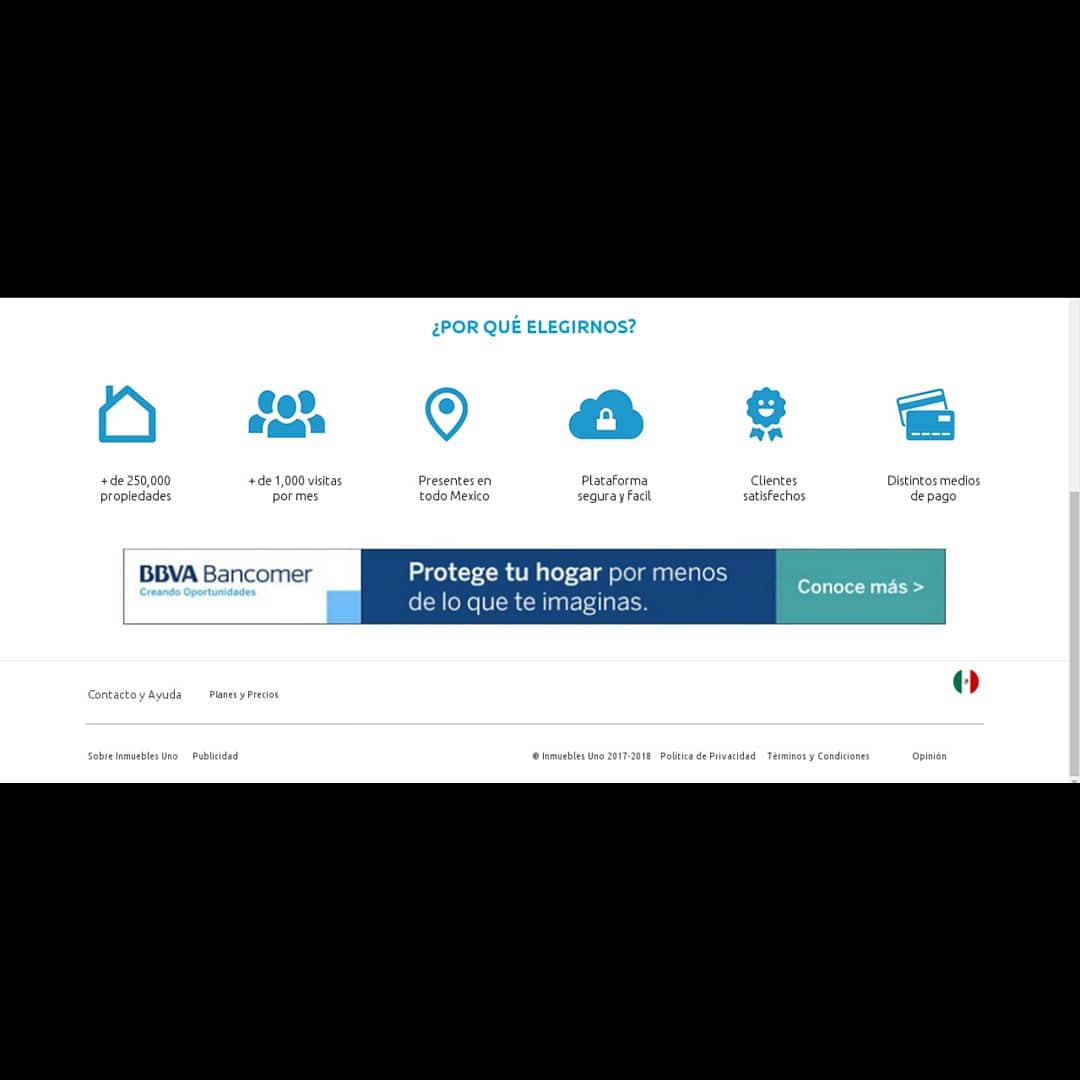 ¿POR QUÉ ELEGIRNOS?
+ de 250,000
propiedades
+ de 1,000 visitas
por mes
Presentes en
todo Mexico
Plataforma
segura y facil
Clientes
satisfechos
Distintos medios
de pago
BBVA Bancomer
Creando Oportunidades
Protege tu hogar por menos
de lo que te imaginas.
Conoce más >
Contacto y Ayuda Planes y Precios
Sobre Inmuebles Uno Publicidad ® Inmuebles Uno 2017-2018 Política de Privacidad Términos y Condiciones Opinión